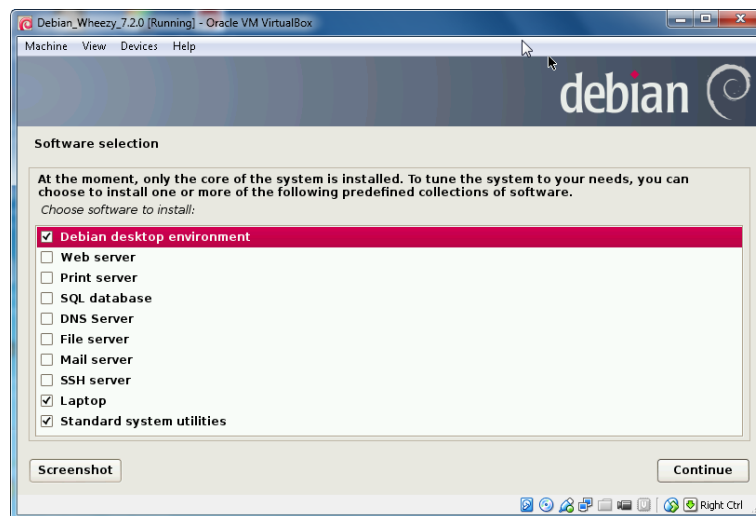 Debian_Wheezy_7.2.0 [Running] - Oracle VM VirtualBox
Machine View Devices Help
debian
Software selection
At the moment, only the core of the system is installed. To tune the system to your needs, you can
choose to install one or more of the following predefined collections of software.
Choose software to install:
Debian desktop environment
Web server
Print server
SQL database
DNS Server
File server
Mail server
SSH server
Laptop
Standard system utilities
Screenshot
Continue
Right Ctrl